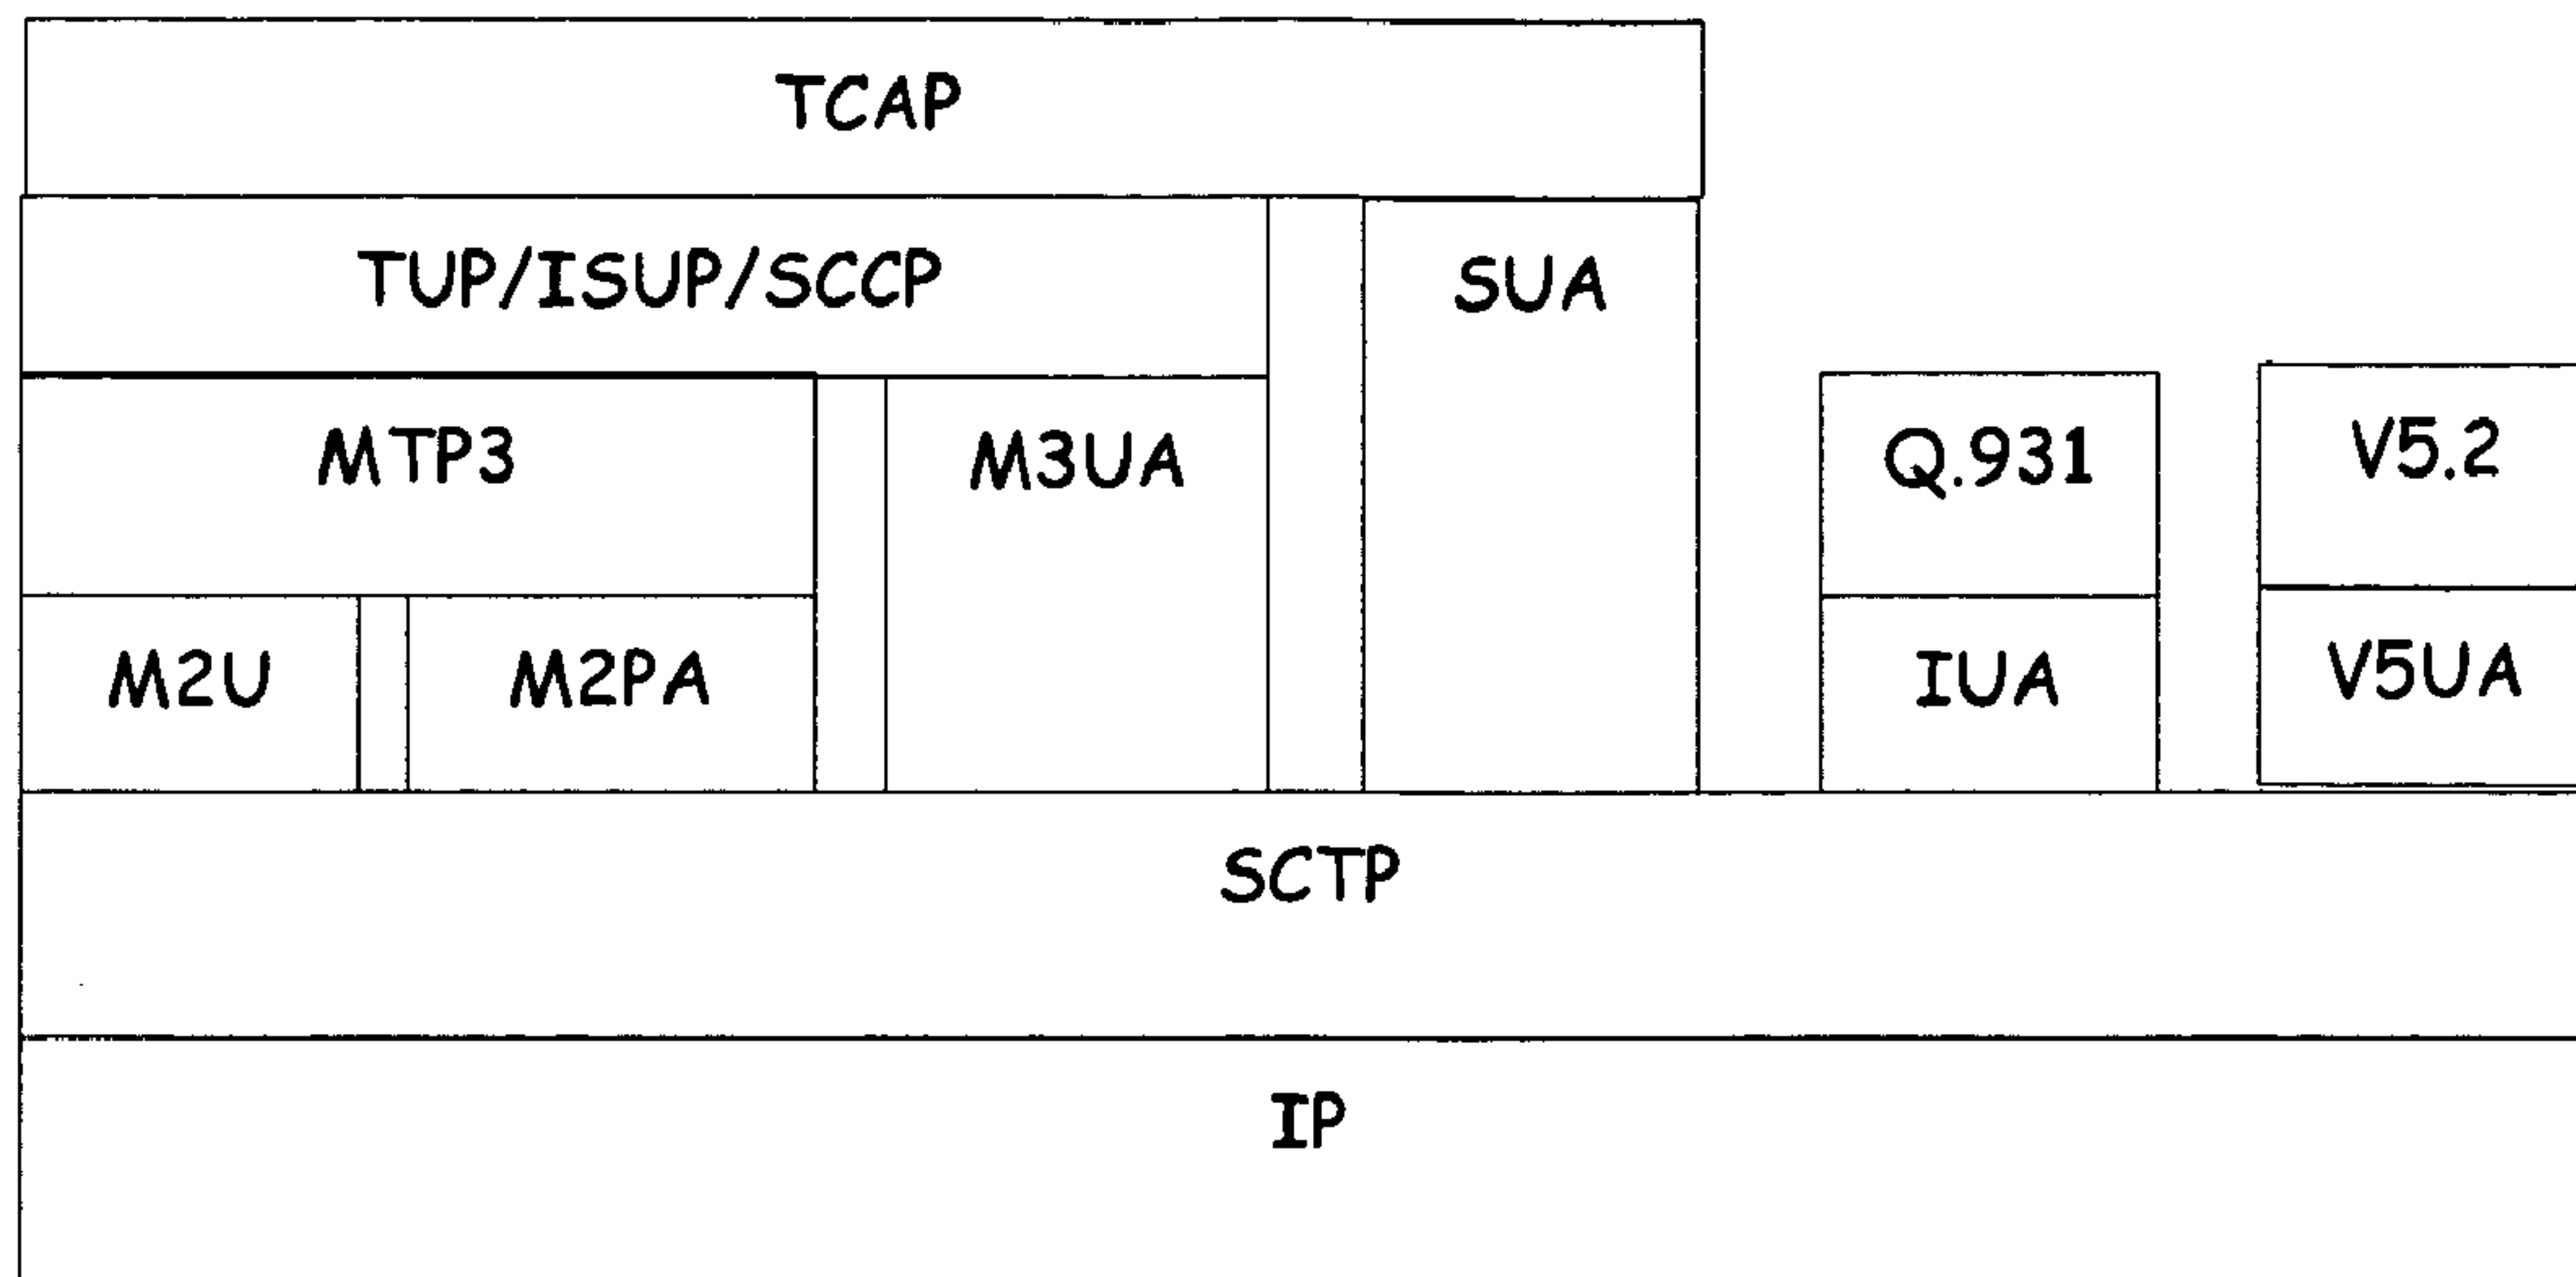 TCAP
TUP/ISUP/SCCP
SUA
MTP3
M3UA
Q.931
V5.2
M2U
M2PA
IUA
V5UA
SCTP
IP